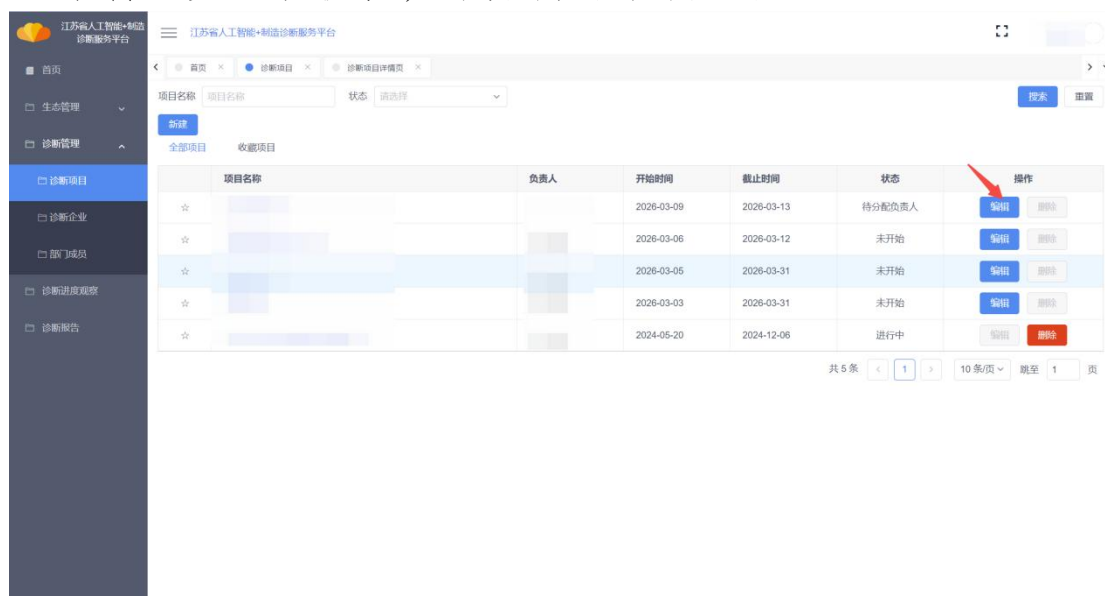 江苏省人工智能+制造
诊断服务平台
江苏省人工智能+制造诊断服务平台
首页
生态管理
诊断管理
诊断项目
诊断企业
部门成员
诊断进度观察
诊断报告
首页 × 诊断项目 × 诊断项目详情页 ×
项目名称 项目名称 状态 请选择 搜索 重置
新建
全部项目 收藏项目
项目名称 负责人 开始时间 截止时间 状态 操作
2026-03-09 2026-03-13 待分配负责人 编辑 删除
2026-03-06 2026-03-12 未开始 编辑 删除
2026-03-05 2026-03-31 未开始 编辑 删除
2026-03-03 2026-03-31 未开始 编辑 删除
2024-05-20 2024-12-06 进行中 编辑 删除
共 5 条 < 1 > 10 条/页 跳至 1 页